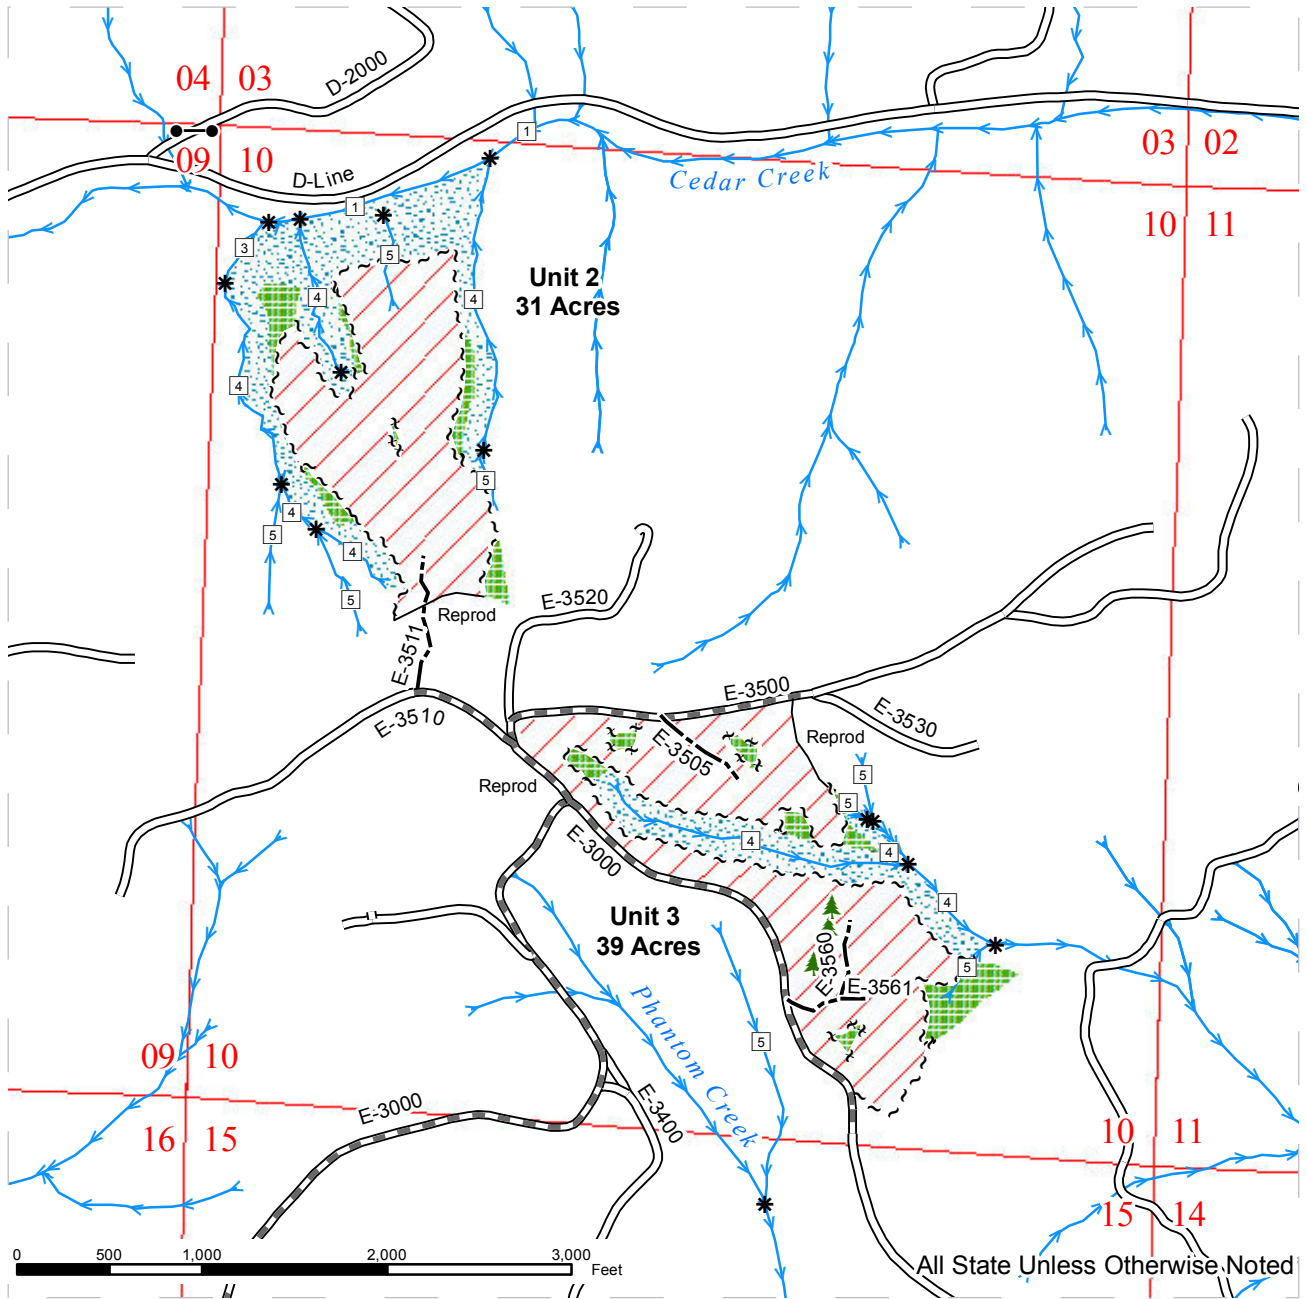 D-2000
04 03
1
09 10
D-Line
Cedar Creek
03 02
10 11
1
3
5
4
4
Unit 2
31 Acres
4
5
4
5
4
5
Reprod
E-3520
E-3511
E-3510
E-3500
E-3530
E-3505
Reprod
Reprod
5
5
E-3000
4
4
4
Unit 3
39 Acres
E-3560
5
E-3561
Phantom Creek
5
09 10
16 15
E-3000
E-3400
10 11
15 14
0 500 1,000 2,000 3,000
Feet
All State Unless Otherwise Noted